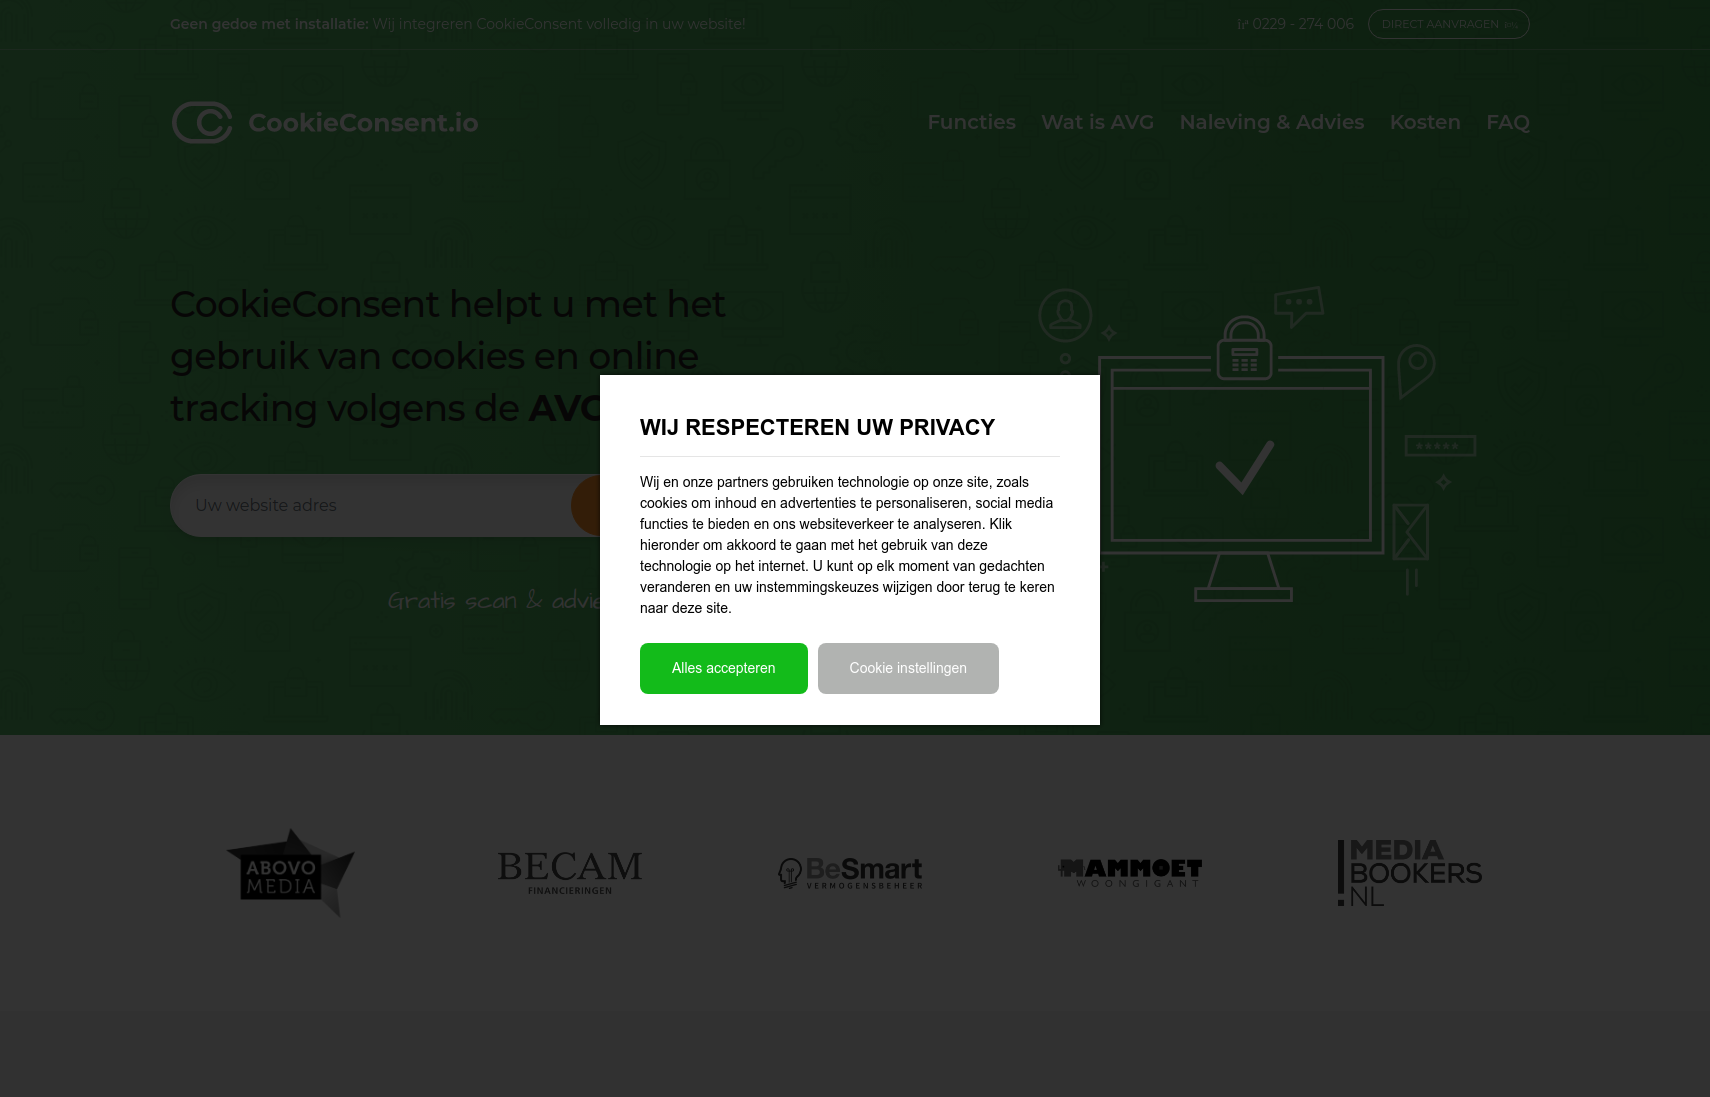 Geen gedoe met installatie: Wij integreren CookieConsent volledig in uw website!
0229 - 274 006
DIRECT AANVRAGEN
CookieConsent.io
Functies
Wat is AVG
Naleving & Advies
Kosten
FAQ
CookieConsent helpt u met het
gebruik van cookies en online
tracking volgens de
Uw website adres
Gratis scan &
WIJ RESPECTEREN UW PRIVACY
Wij en onze partners gebruiken technologie op onze site, zoals
cookies om inhoud en advertenties te personaliseren, social media
functies te bieden en ons websiteverkeer te analyseren. Klik
hieronder om akkoord te gaan met het gebruik van deze
technologie op het internet. U kunt op elk moment van gedachten
veranderen en uw instemmingskeuzes wijzigen door terug te keren
naar deze site.
Alles accepteren
Cookie instellingen
ABOVO
MEDIA
BECAM
FINANCIERINGEN
BeSmart
VERMOGENSBEHEER
MAMMOET
WOONGIGANT
MEDIA
BOOKERS
.NL